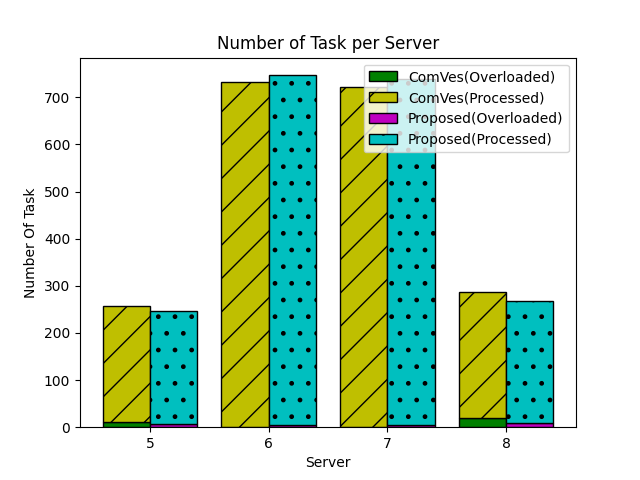 Number of Task per Server
ComVes(Overloaded)
ComVes(Processed)
Proposed(Overloaded)
Proposed(Processed)
700
600
500
400
300
200
100
0
Number Of Task
5 6 7 8
Server